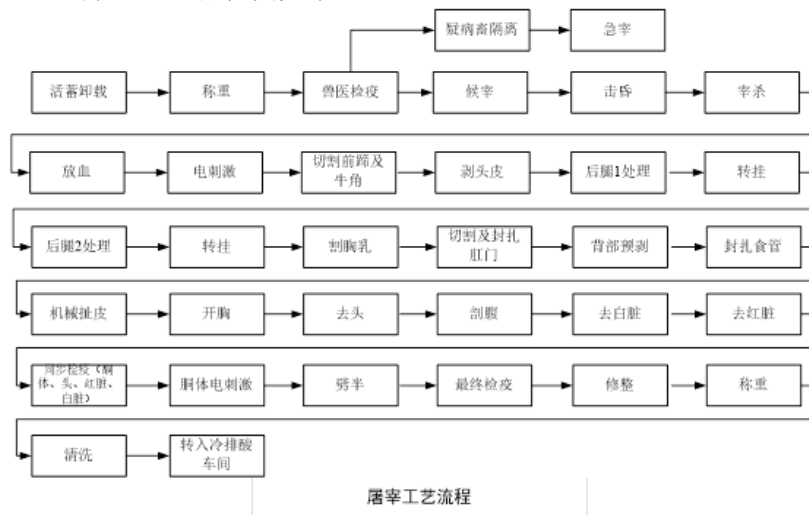 疑病畜隔离
急宰
活蓄卸载
称重
兽医检疫
候宰
击昏
宰杀
放血
电刺激
切割前蹄及
牛角
剥头皮
后腿1处理
转挂
后腿2处理
转挂
割胸乳
切割及封扎
肛门
背部预剥
封扎食管
机械扯皮
开胸
去头
剖腹
去白脏
去红脏
同步检疫（酮
体、头、红脏、
白脏）
胴体电刺激
劈半
最终检疫
修整
称重
清洗
转入冷排酸
车间
屠宰工艺流程